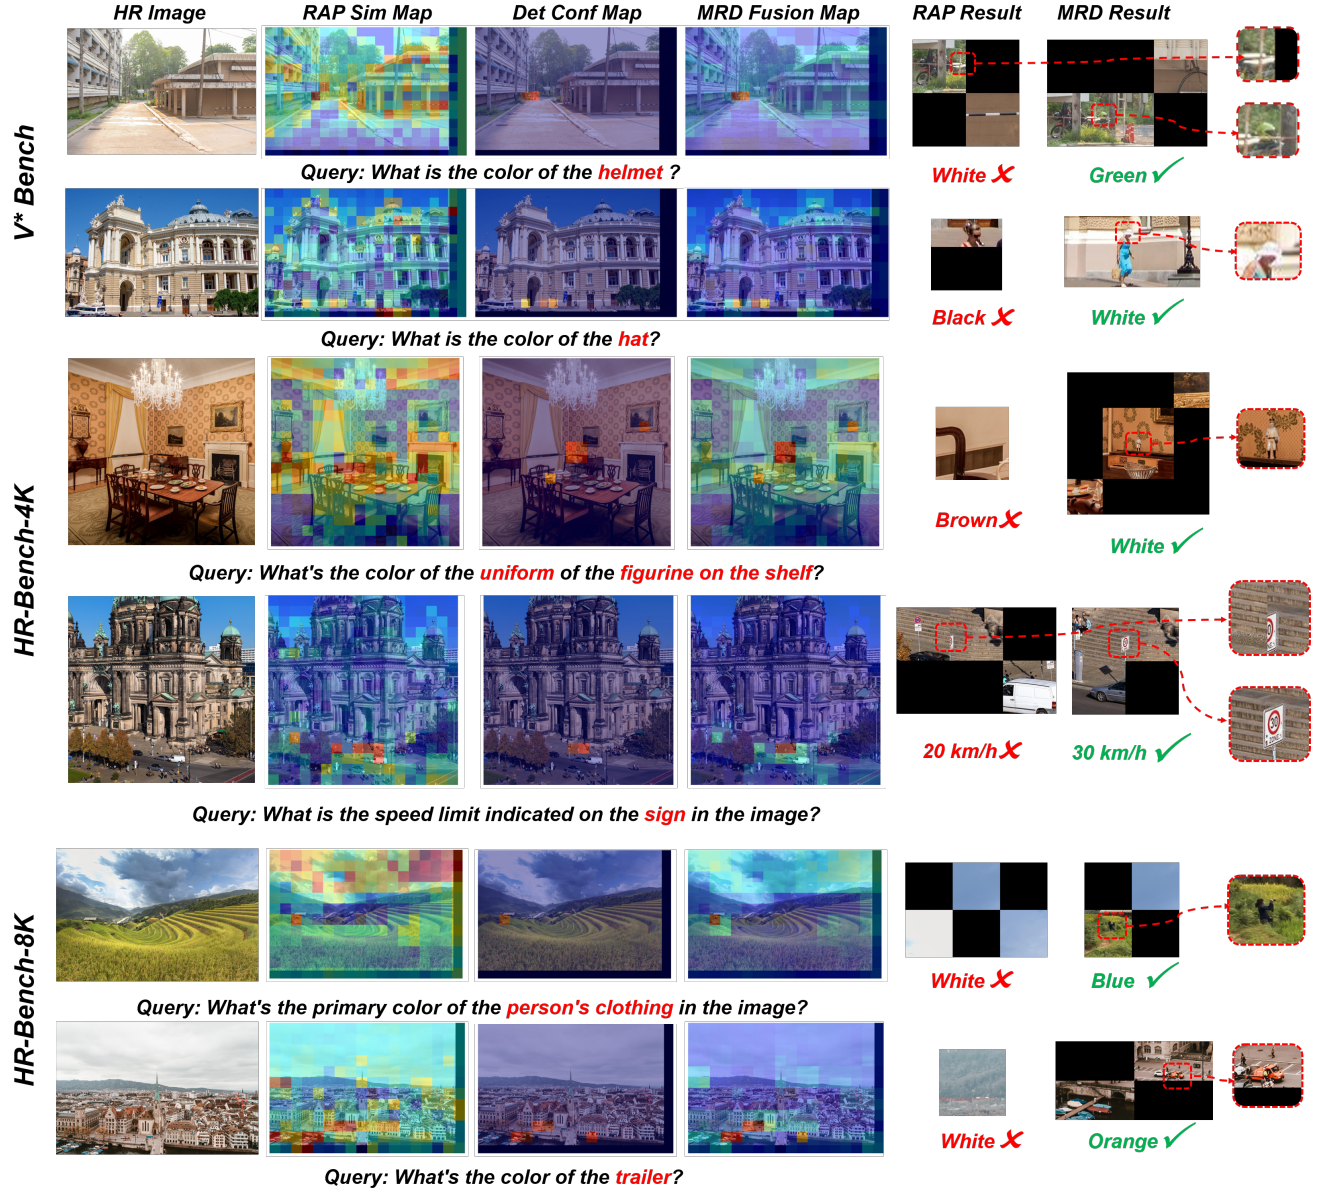 HR Image RAP Sim Map Det Conf Map MRD Fusion Map RAP Result MRD Result
V* Bench
White ✗ Green ✓
Query: What is the color of the helmet ?
Black ✗ White ✓
Query: What is the color of the hat?
HR-Bench-4K
Brown ✗ White ✓
Query: What's the color of the uniform of the figurine on the shelf?
30
ZONE
20 km/h ✗ 30 km/h ✓
Query: What is the speed limit indicated on the sign in the image?
HR-Bench-8K
White ✗ Blue ✓
Query: What's the primary color of the person's clothing in the image?
White ✗ Orange ✓
Query: What's the color of the trailer?